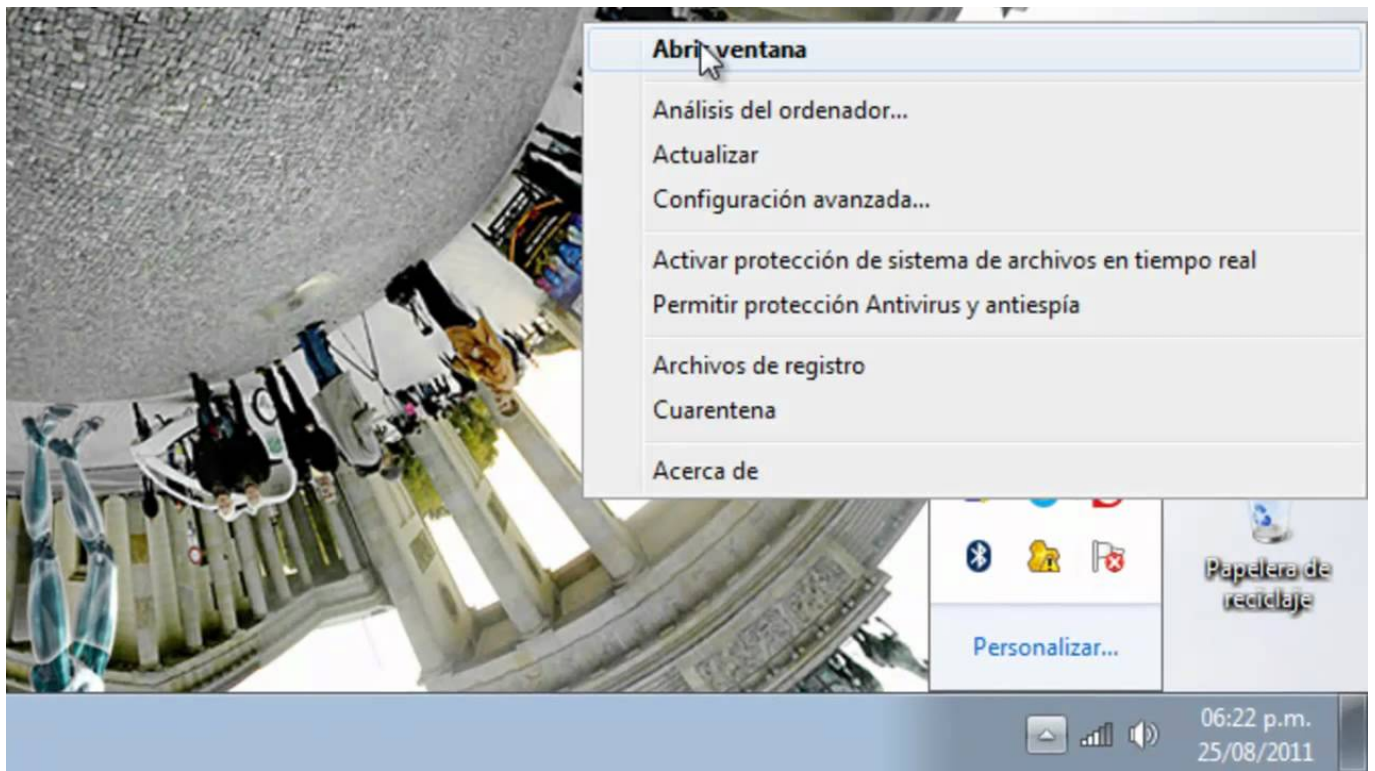 Abrir ventana
Análisis del ordenador...
Actualizar
Configuración avanzada...
Activar protección de sistema de archivos en tiempo real
Permitir protección Antivirus y antiespía
Archivos de registro
Cuarentena
Acerca de
Papelera de
reciclaje
Personalizar...
06:22 p.m.
25/08/2011